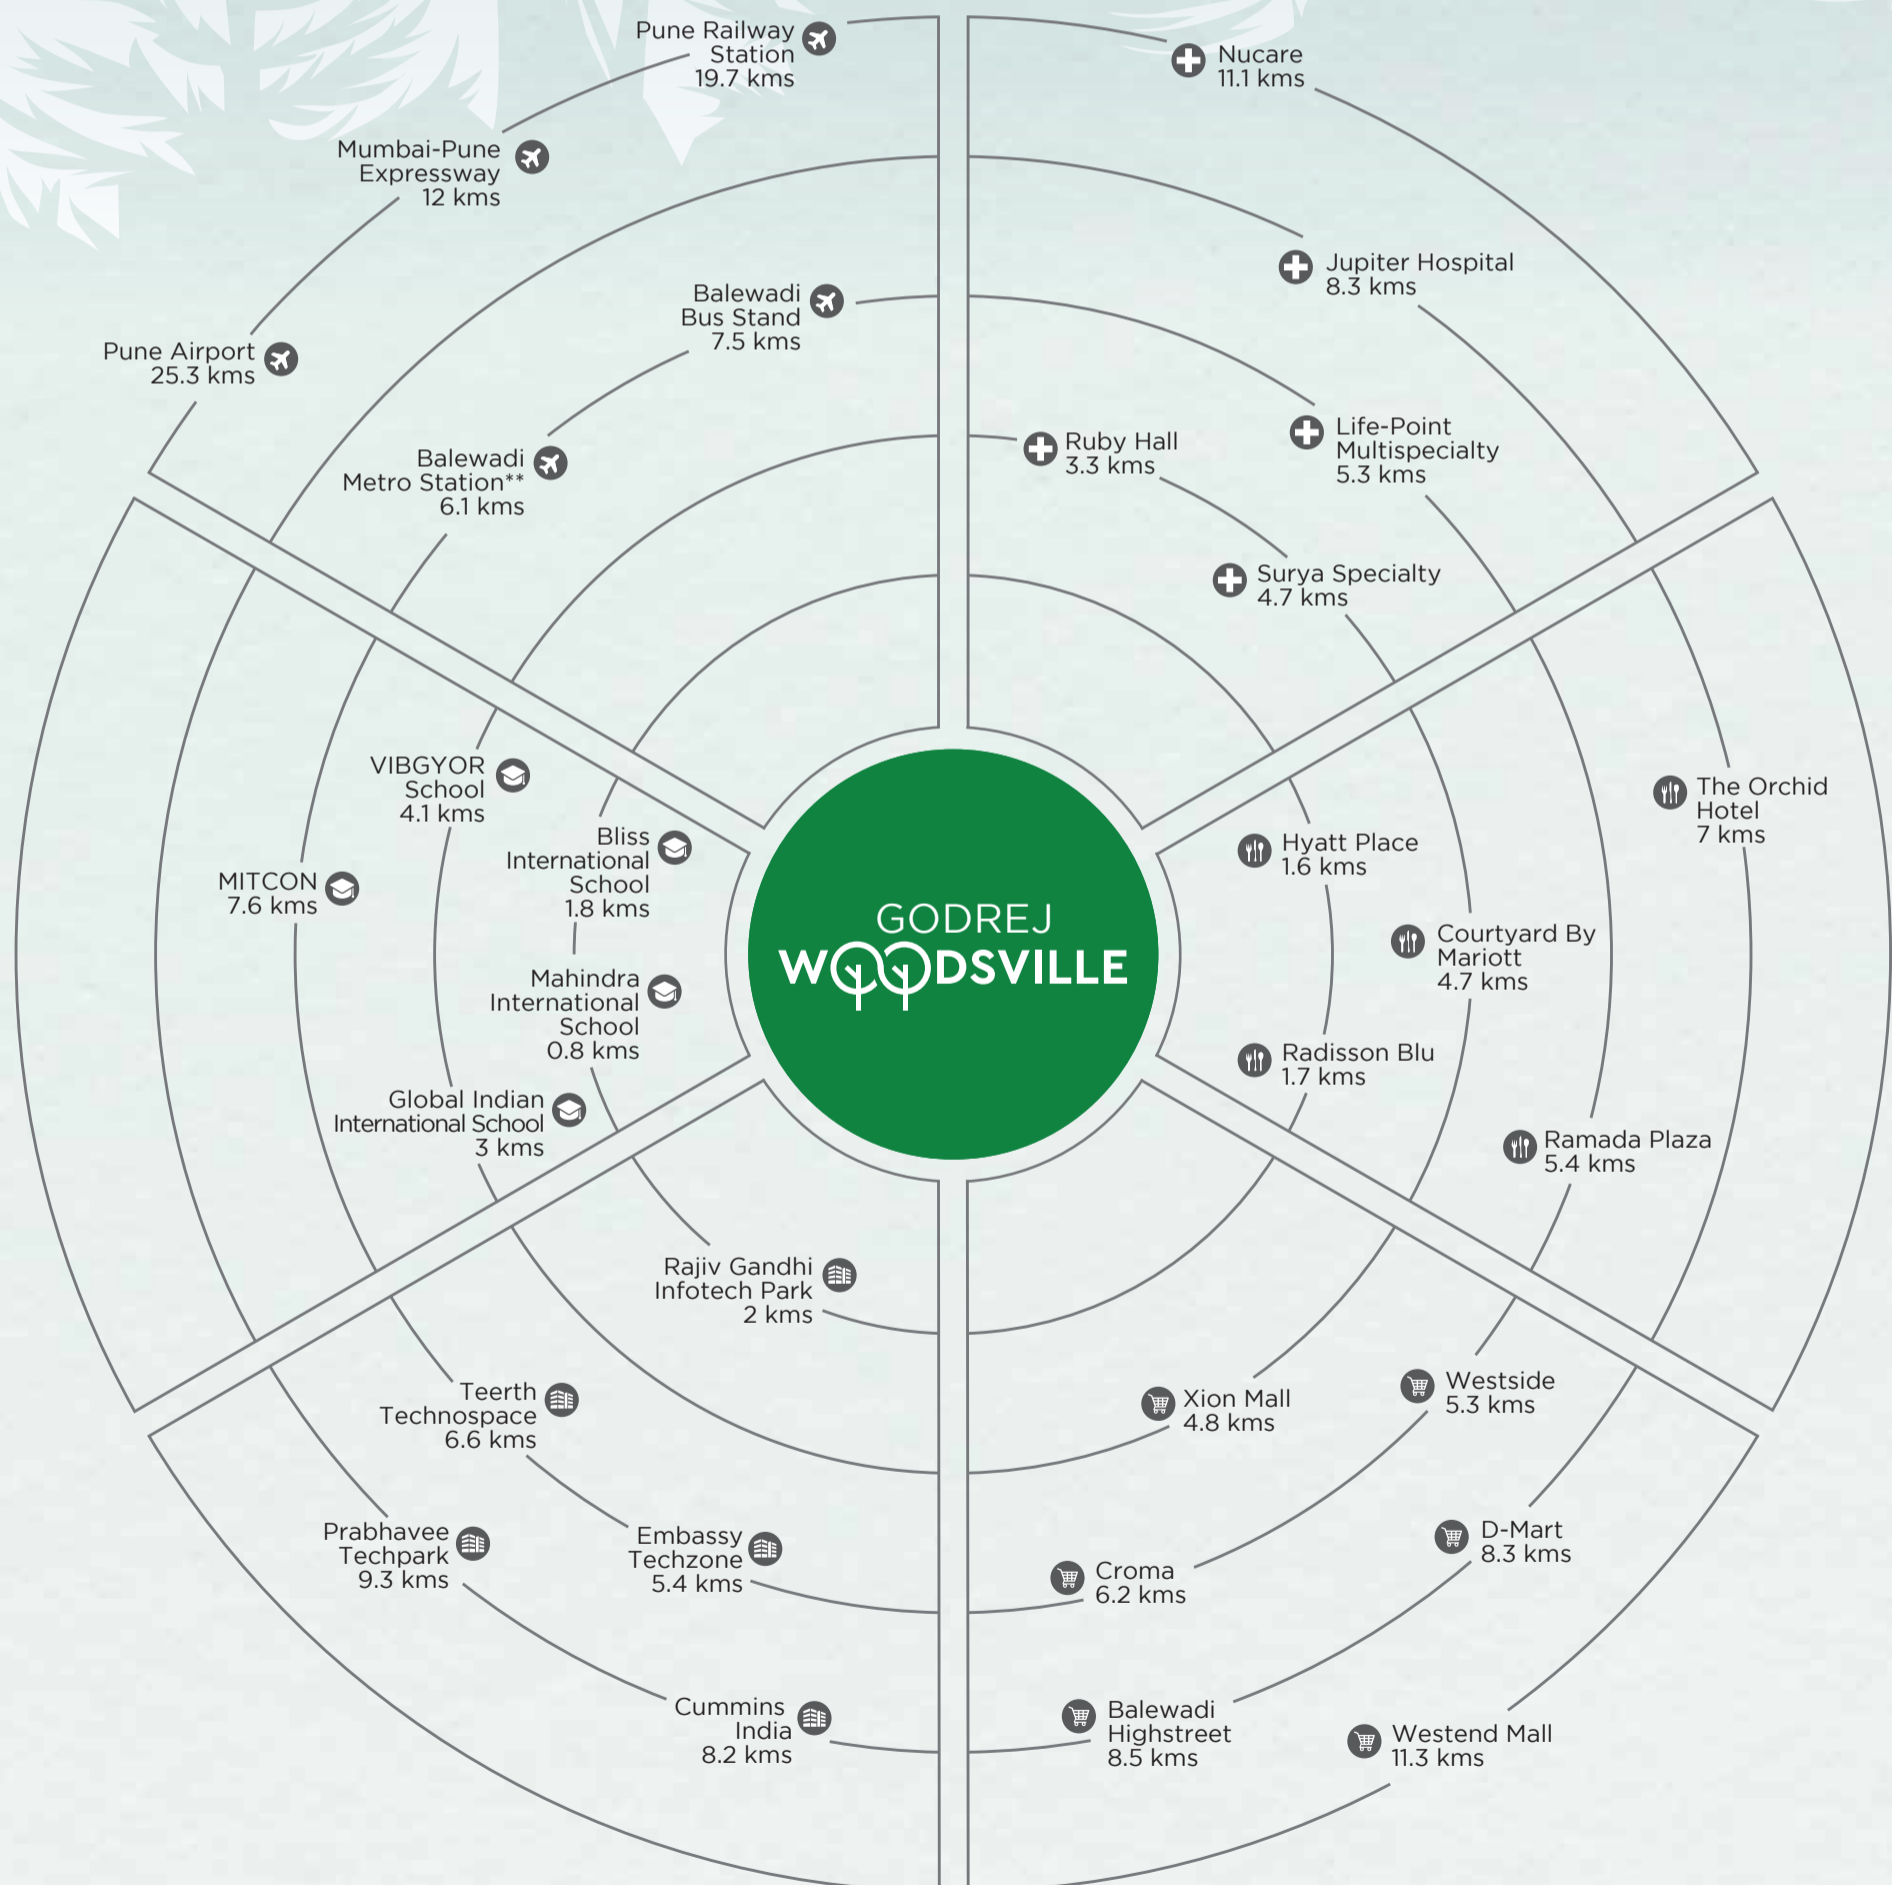 Pune Railway
Station
19.7 kms
Mumbai-Pune
Expressway
12 kms
Pune Airport
25.3 kms
Balewadi
Bus Stand
7.5 kms
Balewadi
Metro Station**
6.1 kms
Nucare
11.1 kms
Jupiter Hospital
8.3 kms
Life-Point
Multispecialty
5.3 kms
Ruby Hall
3.3 kms
Surya Specialty
4.7 kms
VIBGYOR
School
4.1 kms
Bliss
International
School
1.8 kms
MITCON
7.6 kms
Mahindra
International
School
0.8 kms
Global Indian
International School
3 kms
GODREJ
WOODSVILLE
The Orchid
Hotel
7 kms
Hyatt Place
1.6 kms
Courtyard By
Mariott
4.7 kms
Radisson Blu
1.7 kms
Ramada Plaza
5.4 kms
Rajiv Gandhi
Infotech Park
2 kms
Teerth
Technospace
6.6 kms
Embassy
Techzone
5.4 kms
Prabhavee
Techpark
9.3 kms
Cummins
India
8.2 kms
Xion Mall
4.8 kms
Westside
5.3 kms
D-Mart
8.3 kms
Croma
6.2 kms
Balewadi
Highstreet
8.5 kms
Westend Mall
11.3 kms